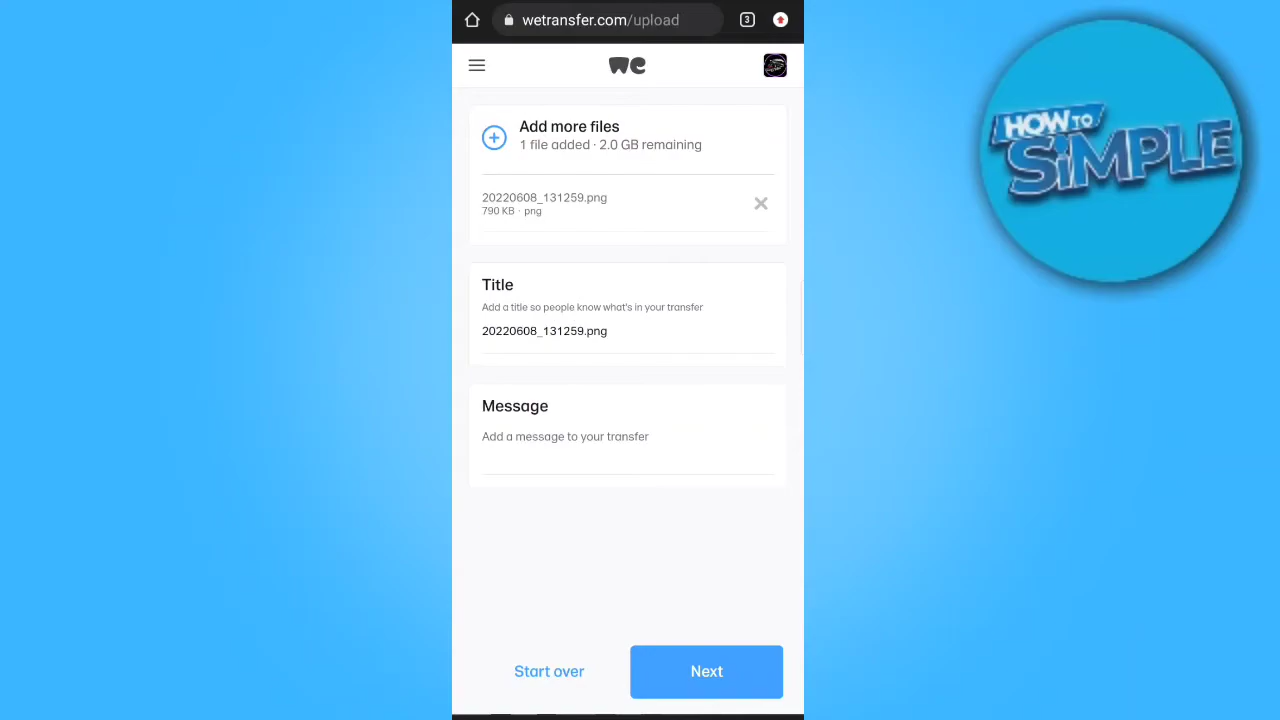 wetransfer.com/upload
3
we
HOW TO
SiMPLE
Add more files
1 file added · 2.0 GB remaining
20220608_131259.png
790 KB · png
Title
Add a title so people know what's in your transfer
20220608_131259.png
Message
Add a message to your transfer
Start over
Next